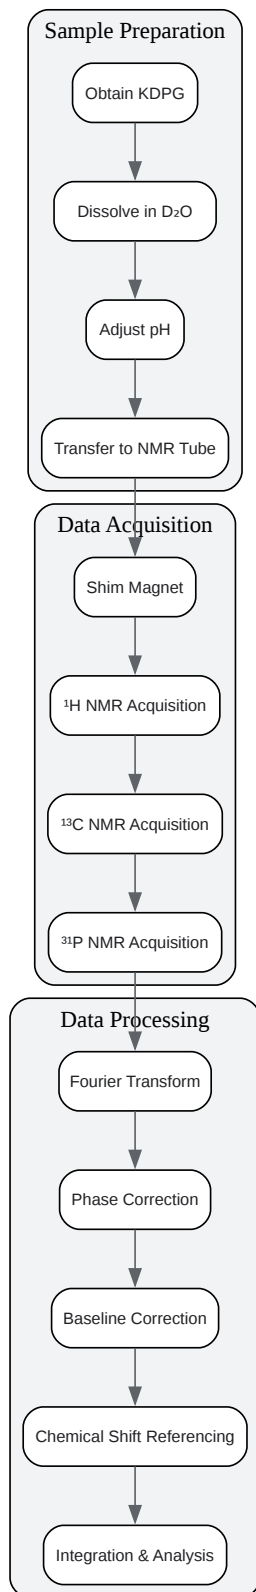 Sample Preparation
Obtain KDPG
Dissolve in D₂O
Adjust pH
Transfer to NMR Tube
Data Acquisition
Shim Magnet
¹H NMR Acquisition
¹³C NMR Acquisition
³¹P NMR Acquisition
Data Processing
Fourier Transform
Phase Correction
Baseline Correction
Chemical Shift Referencing
Integration & Analysis